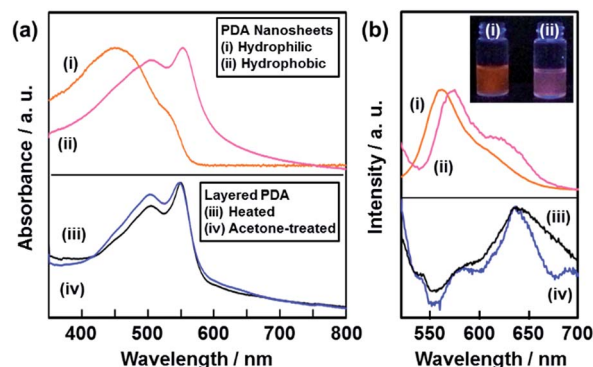 (a)
PDA Nanosheets
(i) Hydrophilic
(ii) Hydrophobic
(i)
(ii)
Layered PDA
(iii) Heated
(iv) Acetone-treated
(iii)
(iv)
Absorbance / a. u.
400 500 600 700 800
Wavelength / nm
(b)
(i) (ii)
(i)
(ii)
(iii)
(iv)
Intensity / a. u.
550 600 650 700
Wavelength / nm